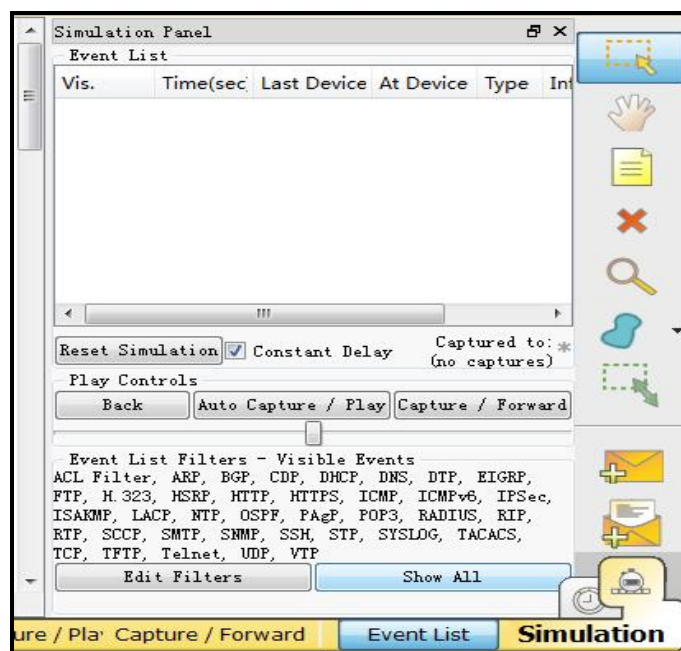 Simulation Panel
Event List
Vis. Time(sec Last Device At Device Type Inf
Reset Simulation Constant Delay Captured to: *
(no captures)
Play Controls
Back Auto Capture / Play Capture / Forward
Event List Filters - Visible Events
ACL Filter, ARP, BGP, CDP, DHCP, DNS, DTP, EIGRP,
FTP, H.323, HSRP, HTTP, HTTPS, ICMP, ICMPv6, IPSec,
ISAKMP, LACP, NTP, OSPF, PAgP, POP3, RADIUS, RIP,
RTP, SCCP, SMTP, SNMP, SSH, STP, SYSLOG, TACACS,
TCP, TFTP, Telnet, UDP, VTP
Edit Filters Show All
ure / Pla Capture / Forward Event List Simulation